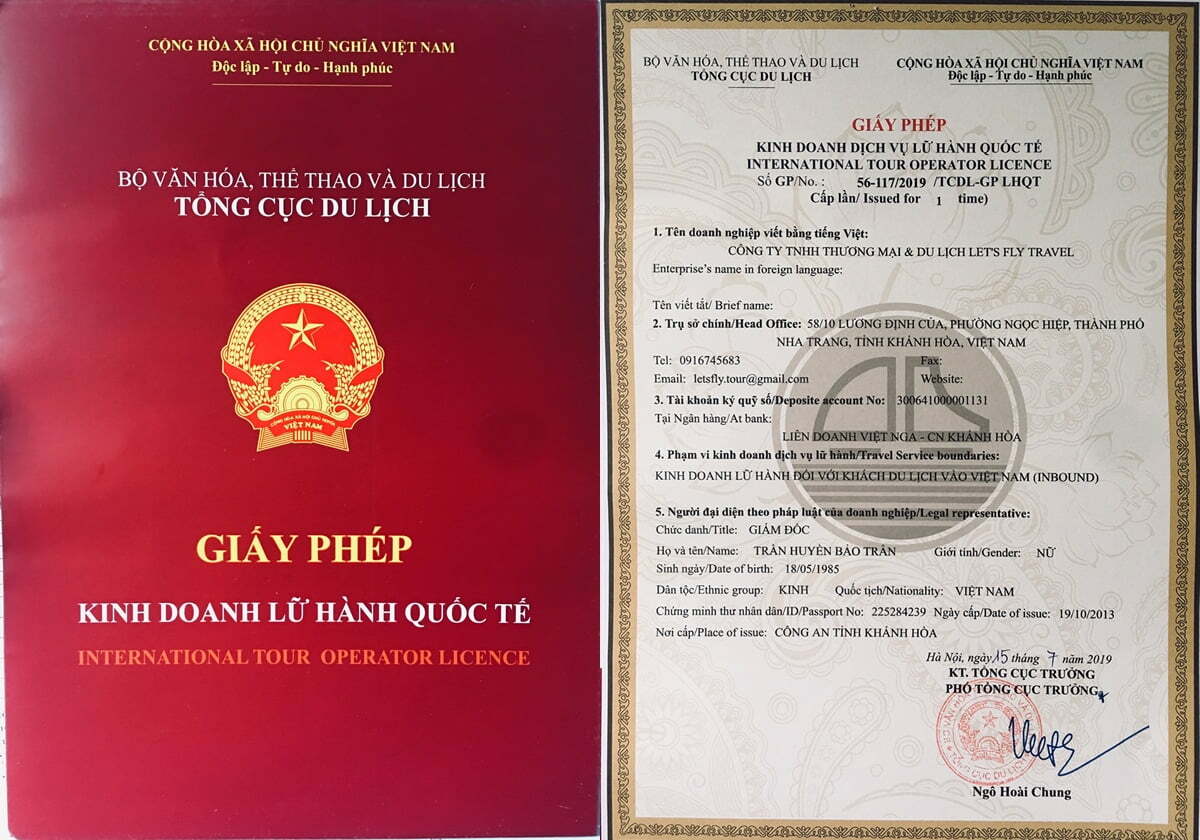 CỘNG HÒA XÃ HỘI CHỦ NGHĨA VIỆT NAM
Độc lập - Tự do - Hạnh phúc
BỘ VĂN HÓA, THỂ THAO VÀ DU LỊCH
TỔNG CỤC DU LỊCH
CỘNG HÒA XÃ HỘI CHỦ NGHĨA
VIỆT NAM
GIẤY PHÉP
KINH DOANH LỮ HÀNH QUỐC TẾ
INTERNATIONAL TOUR OPERATOR LICENCE
BỘ VĂN HÓA, THỂ THAO VÀ DU LỊCH
TỔNG CỤC DU LỊCH
CỘNG HÒA XÃ HỘI CHỦ NGHĨA VIỆT NAM
Độc lập - Tự do - Hạnh phúc
GIẤY PHÉP
KINH DOANH DỊCH VỤ LỮ HÀNH QUỐC TẾ
INTERNATIONAL TOUR OPERATOR LICENCE
Số GP/No. : 56-117/2019 /TCDL-GP LHQT
Cấp lần/ Issued for 1 time)
1. Tên doanh nghiệp viết bằng tiếng Việt:
CÔNG TY TNHH THƯƠNG MẠI & DU LỊCH LET'S FLY TRAVEL
Enterprise's name in foreign language:
Tên viết tắt/ Brief name:
2. Trụ sở chính/Head Office: 58/10 LƯƠNG ĐỊNH CỦA, PHƯỜNG NGỌC HIỆP, THÀNH PHỐ
NHA TRANG, TỈNH KHÁNH HÒA, VIỆT NAM
Tel: 0916745683 Fax:
Email: letsfly.tour@gmail.com Website:
3. Tài khoản ký quỹ số/Deposite account No: 300641000001131
Tại Ngân hàng/At bank:
LIÊN DOANH VIỆT NGA - CN KHÁNH HÒA
4. Phạm vi kinh doanh dịch vụ lữ hành/Travel Service boundaries:
KINH DOANH LỮ HÀNH ĐỐI VỚI KHÁCH DU LỊCH VÀO VIỆT NAM (INBOUND)
5. Người đại diện theo pháp luật của doanh nghiệp/Legal representative:
Chức danh/Title: GIÁM ĐỐC
Họ và tên/Name: TRẦN HUYỀN BẢO TRÂN Giới tính/Gender: NỮ
Sinh ngày/Date of birth: 18/05/1985
Dân tộc/Ethnic group: KINH Quốc tịch/Nationality: VIỆT NAM
Chứng minh thư nhân dân/ID/Passport No: 225284239 Ngày cấp/Date of issue: 19/10/2013
Nơi cấp/Place of issue: CÔNG AN TỈNH KHÁNH HÒA
Hà Nội, ngày 15 tháng 7 năm 2019
KT. TỔNG CỤC TRƯỞNG
PHÓ TỔNG CỤC TRƯỞNG
TỔNG CỤC DU LỊCH
Ngô Hoài Chung